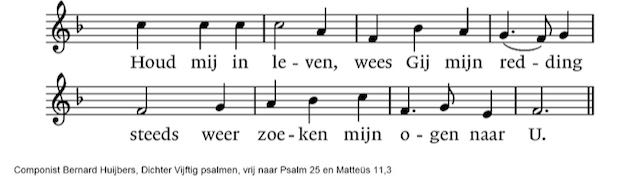 Houd mij in le - ven, wees Gij mijn red - ding
steeds weer zoe - ken mijn o - gen naar U.
Componist Bernard Huijbers, Dichter Vijftig psalmen, vrij naar Psalm 25 en Matteüs 11,3